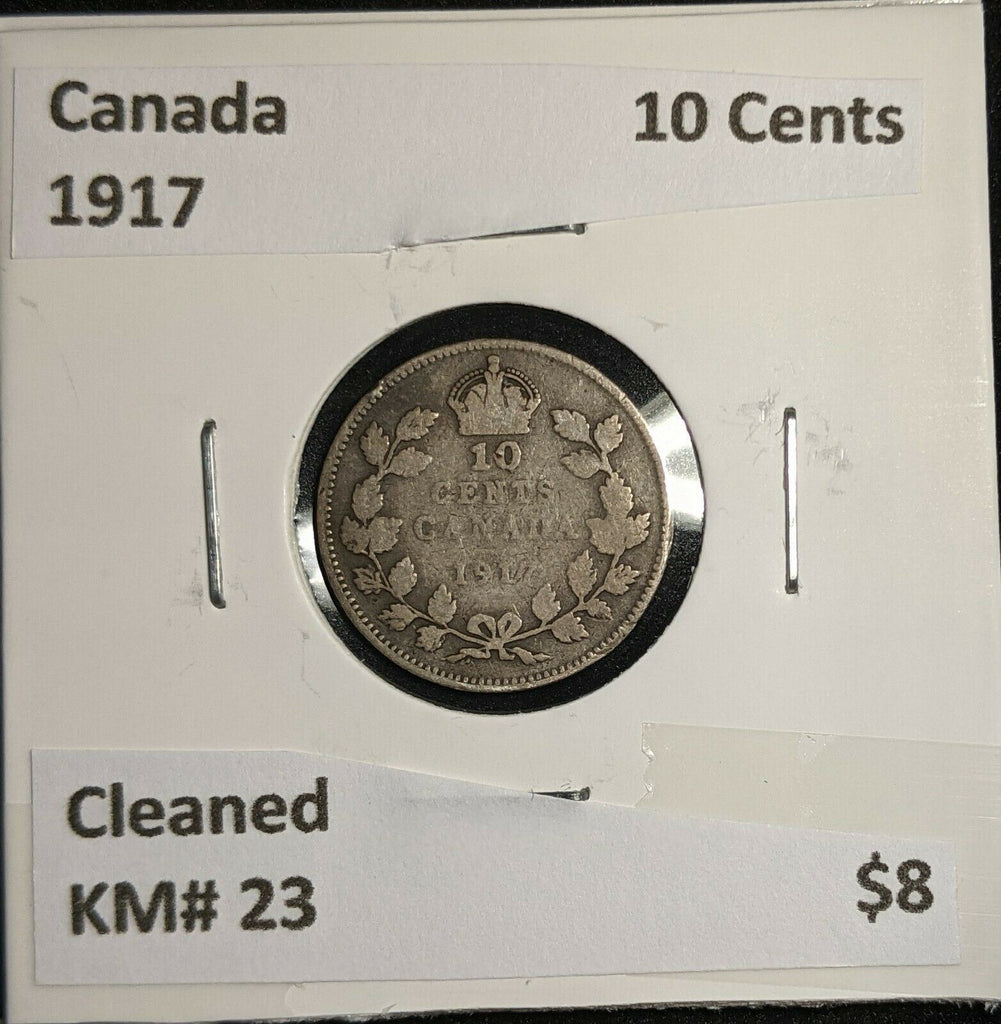 Canada 10 Cents
1917
10
CENTS
CANADA
1917
Cleaned
KM# 23 $8